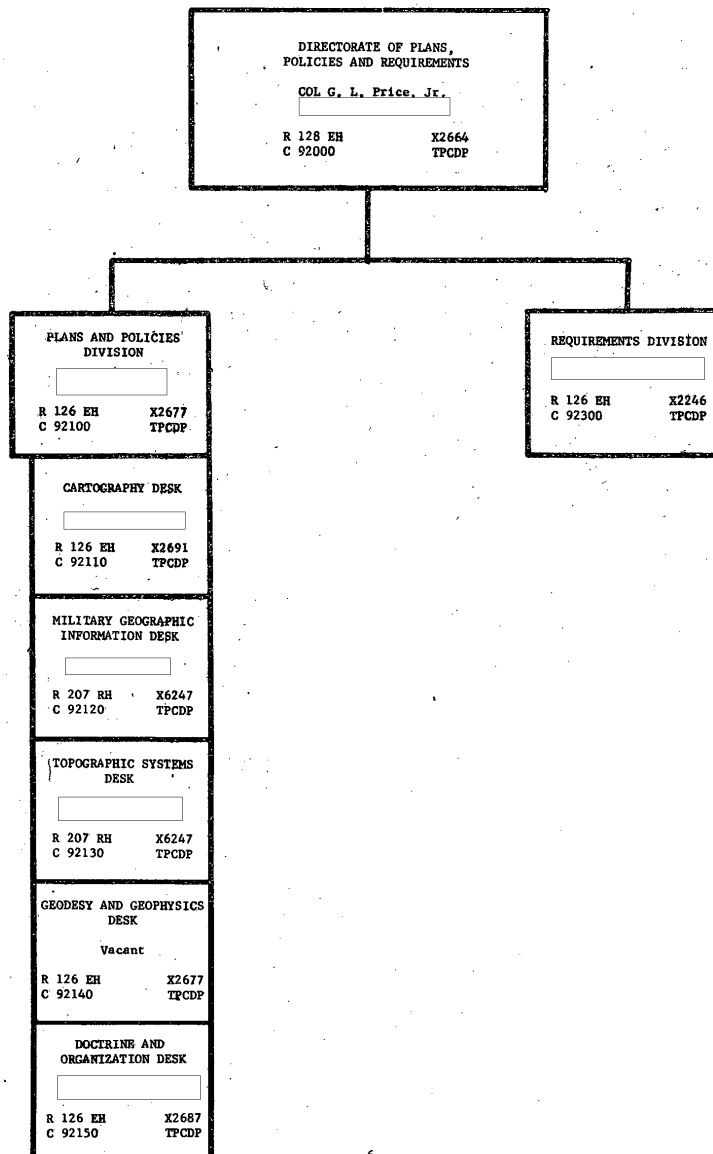 DIRECTORATE OF PLANS,
POLICIES AND REQUIREMENTS
COL G. L. Price, Jr.
R 128 EH X2664
C 92000 TPCDP
PLANS AND POLICIES
DIVISION
R 126 EH X2677
C 92100 TPCDP
REQUIREMENTS DIVISION
R 126 EH X2246
C 92300 TPCDP
CARTOGRAPHY DESK
R 126 EH X2691
C 92110 TPCDP
MILITARY GEOGRAPHIC
INFORMATION DESK
R 207 RH X6247
C 92120 TPCDP
TOPOGRAPHIC SYSTEMS
DESK
R 207 RH X6247
C 92130 TPCDP
GEODESY AND GEOPHYSICS
DESK
Vacant
R 126 EH X2677
C 92140 TPCDP
DOCTRINE AND
ORGANIZATION DESK
R 126 EH X2687
C 92150 TPCDP